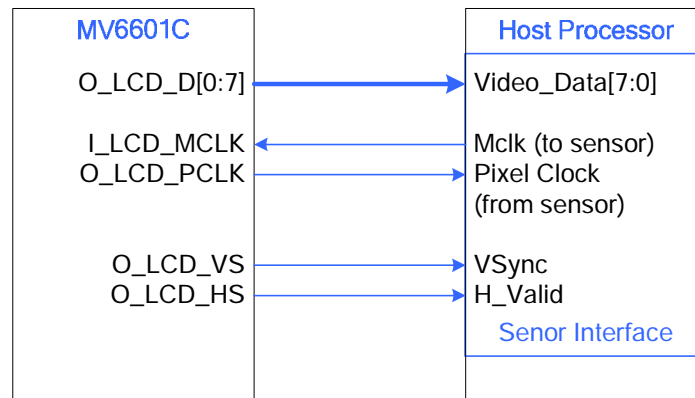 MV6601C
Host Processor
O_LCD_D[0:7]
Video_Data[7:0]
I_LCD_MCLK
Mclk (to sensor)
O_LCD_PCLK
Pixel Clock
(from sensor)
O_LCD_VS
VSync
O_LCD_HS
H_Valid
Senor Interface